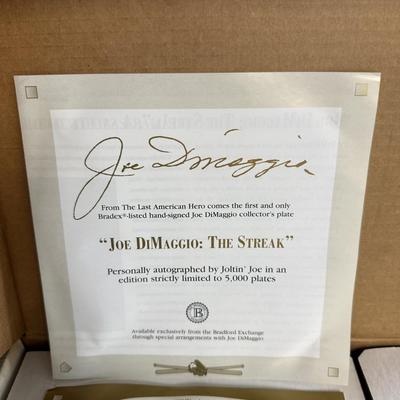 Joe DiMaggio
From The Last American Hero comes the first and only
Bradex®-listed hand-signed Joe DiMaggio collector's plate
"JOE DIMAGGIO: THE STREAK"
Personally autographed by Joltin' Joe in an
edition strictly limited to 5,000 plates
B
Available exclusively from the Bradford Exchange
through special arrangements with Joe DiMaggio